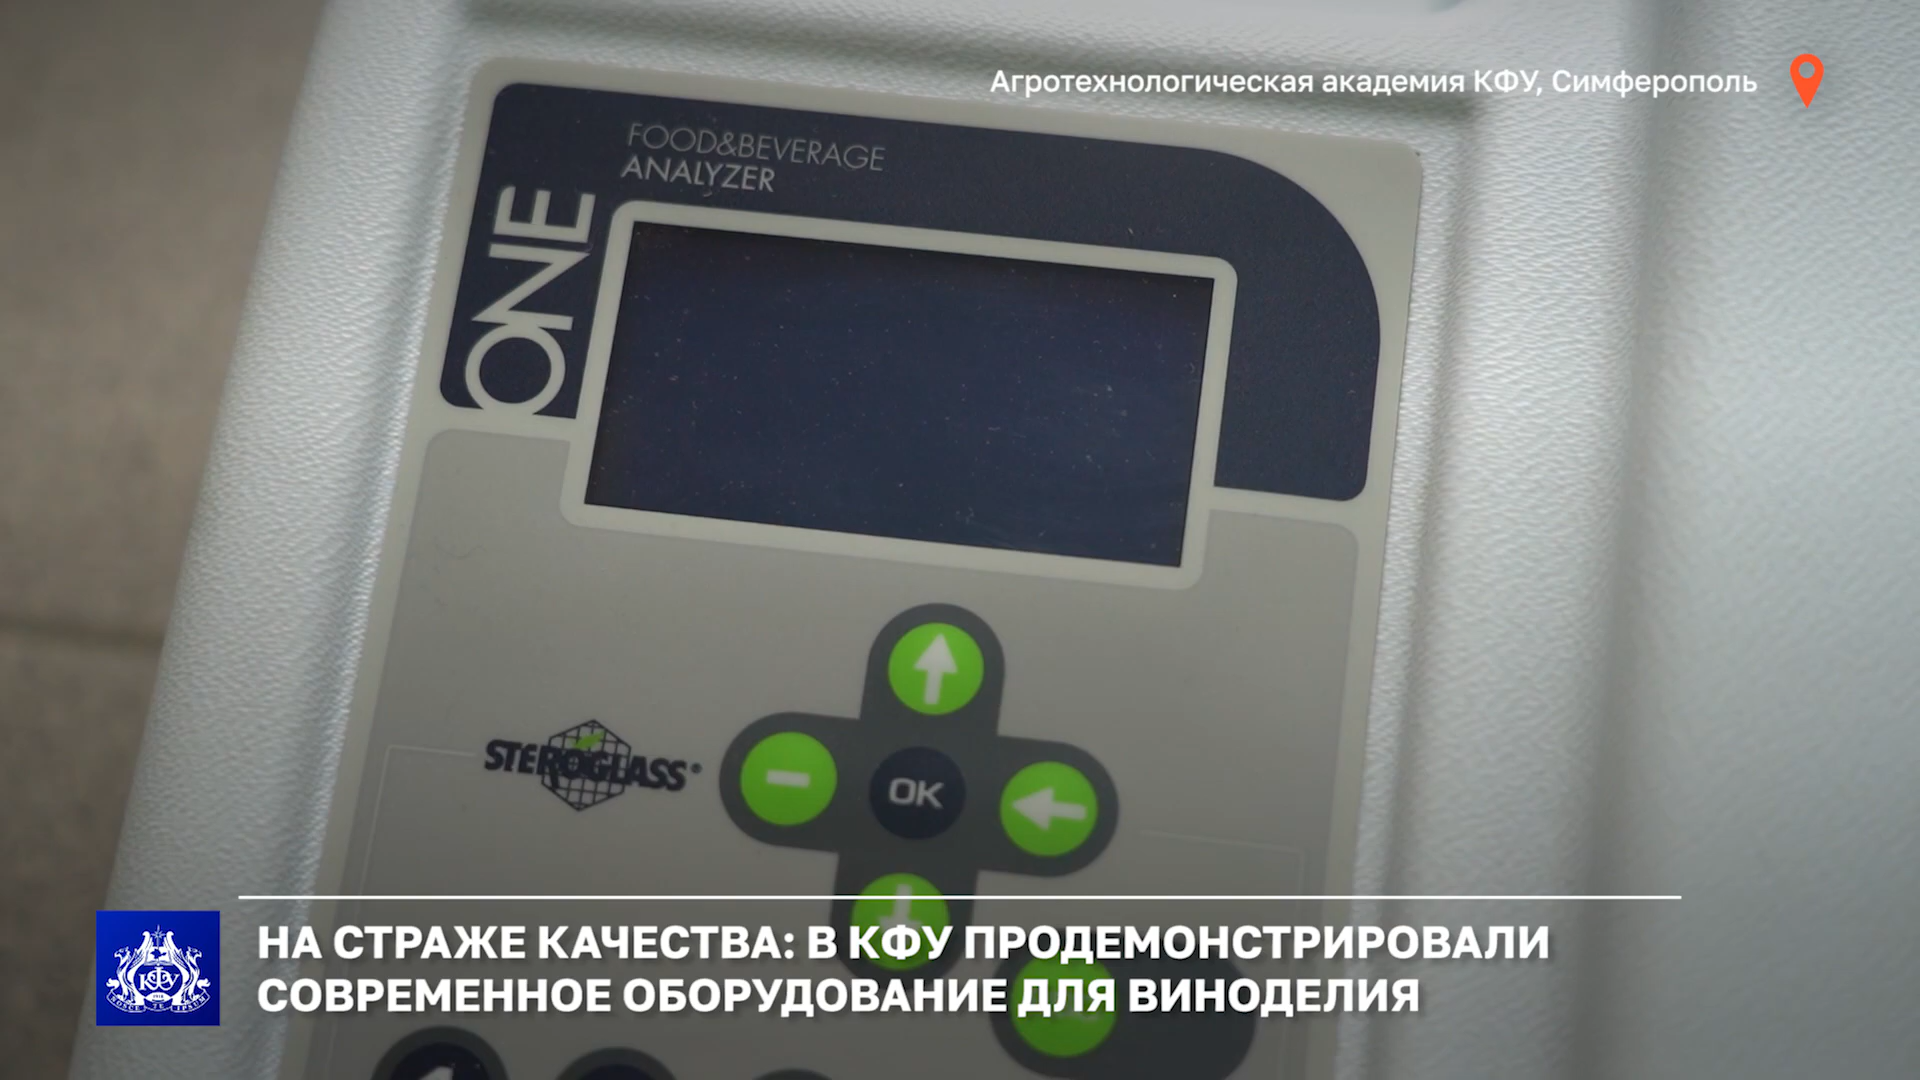 Агротехнологическая академия КФУ, Симферополь
FOOD&BEVERAGE
ANALYZER
ONE
STEROGLASS
OK
НА СТРАЖЕ КАЧЕСТВА: В КФУ ПРОДЕМОНСТРИРОВАЛИ
СОВРЕМЕННОЕ ОБОРУДОВАНИЕ ДЛЯ ВИНОДЕЛИЯ
КФУ